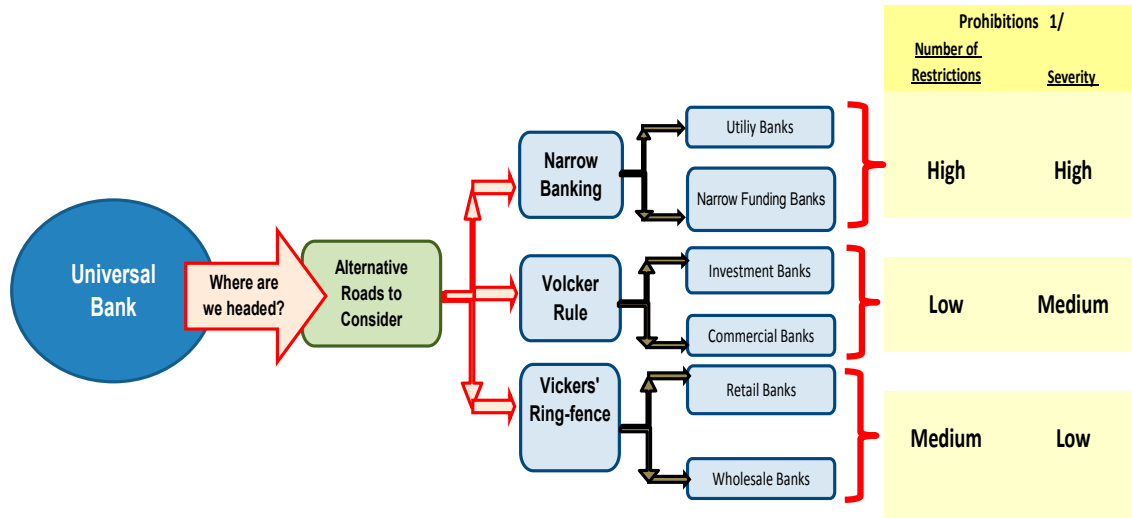 Prohibitions 1/
Number of
Restrictions
Severity
Universal
Bank
Where are
we headed?
Alternative
Roads to
Consider
Narrow
Banking
Utiliy Banks
Narrow Funding Banks
High
High
Volcker
Rule
Investment Banks
Commercial Banks
Low
Medium
Vickers'
Ring-fence
Retail Banks
Wholesale Banks
Medium
Low